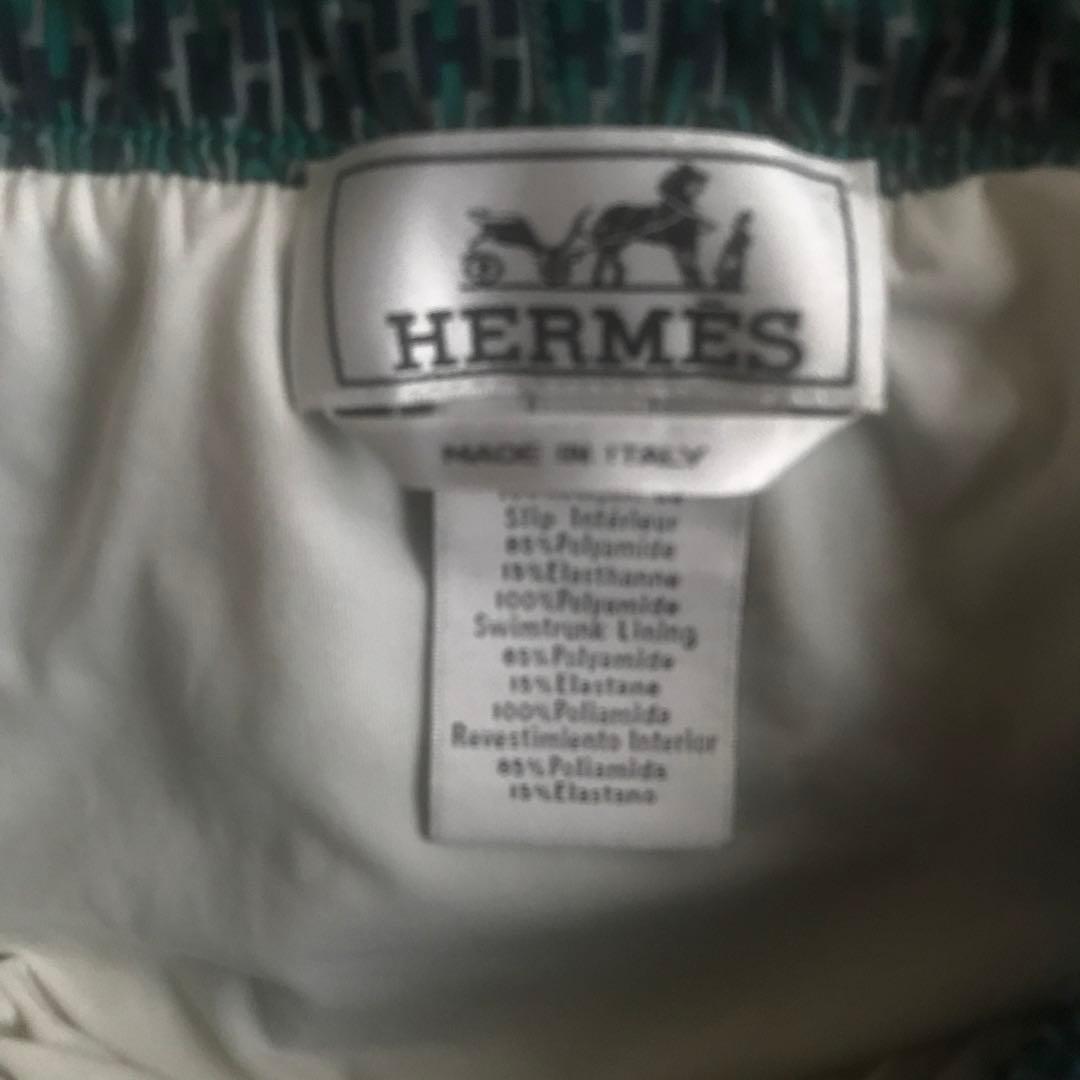 HERMÈS
MADE IN ITALY
Slip Intérieur
85%Polyamide
15%Elasthanne
100%Polyamide
Swimtrunk Lining
85%Polyamide
15%Elastane
100%Poliamida
Revestimiento Interior
85%Poliamida
15%Elastano